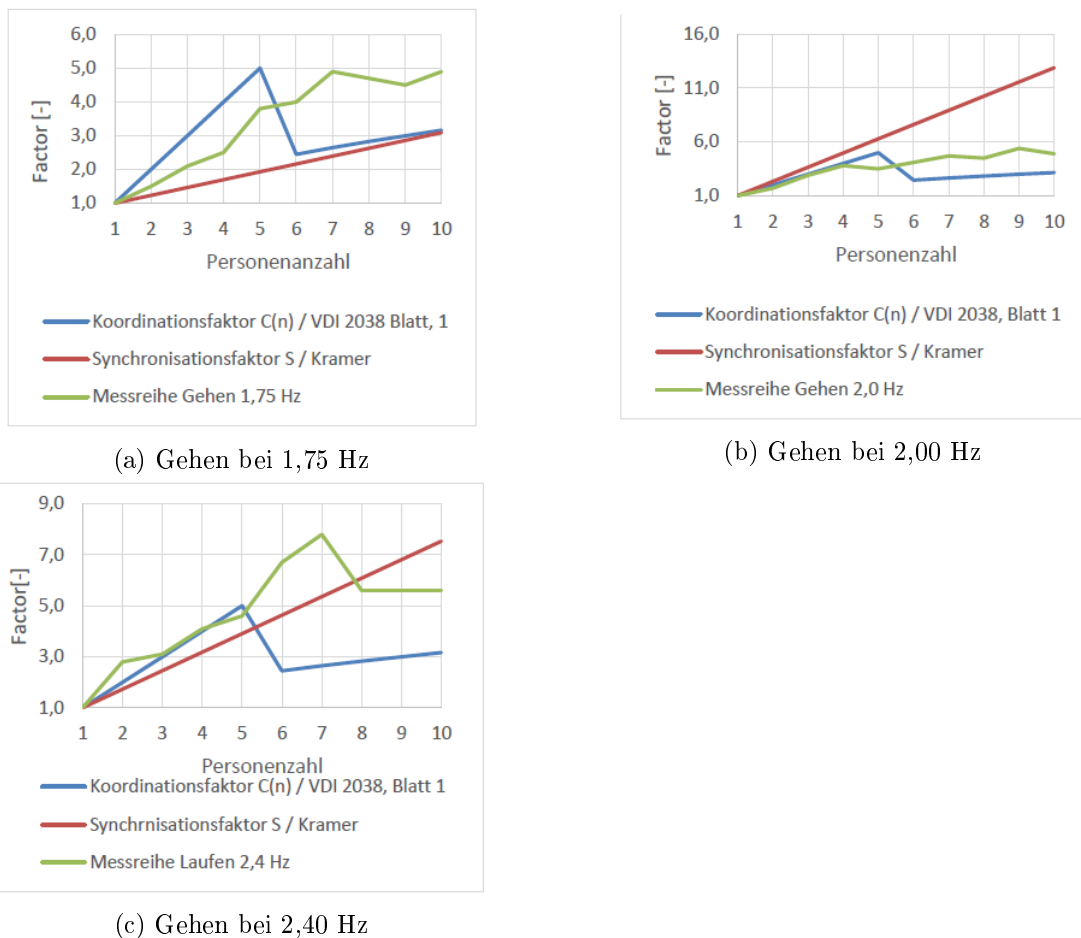 6,0
5,0
4,0
3,0
2,0
1,0
Factor [-]
1 2 3 4 5 6 7 8 9 10
Personenanzahl
Koordinationsfaktor C(n) / VDI 2038 Blatt, 1
Synchronisationsfaktor S / Kramer
Messreihe Gehen 1,75 Hz
(a) Gehen bei 1,75 Hz
16,0
11,0
6,0
1,0
Factor [-]
1 2 3 4 5 6 7 8 9 10
Personenzahl
Koordinationsfaktor C(n) / VDI 2038, Blatt 1
Synchronisationsfaktor S / Kramer
Messreihe Gehen 2,0 Hz
(b) Gehen bei 2,00 Hz
9,0
7,0
5,0
3,0
1,0
Factor[-]
1 2 3 4 5 6 7 8 9 10
Personenzahl
Koordinationsfaktor C(n) / VDI 2038, Blatt 1
Synchrnisationsfaktor S / Kramer
Messreihe Laufen 2,4 Hz
(c) Gehen bei 2,40 Hz